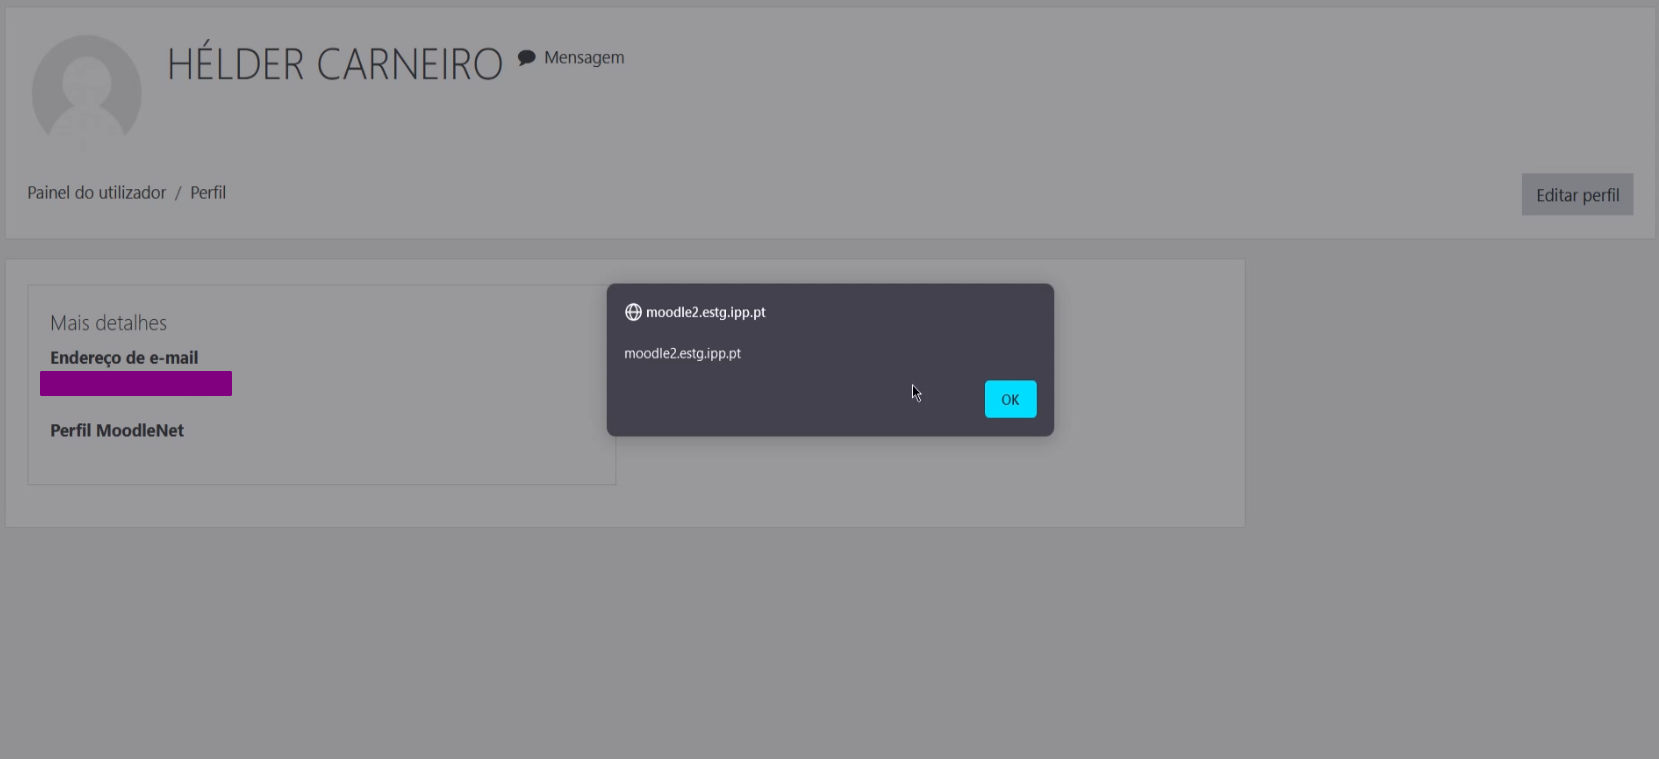 HÉLDER CARNEIRO Mensagem
Painel do utilizador / Perfil
Editar perfil
Mais detalhes
Endereço de e-mail
Perfil MoodleNet
moodle2.estg.ipp.pt
moodle2.estg.ipp.pt
OK